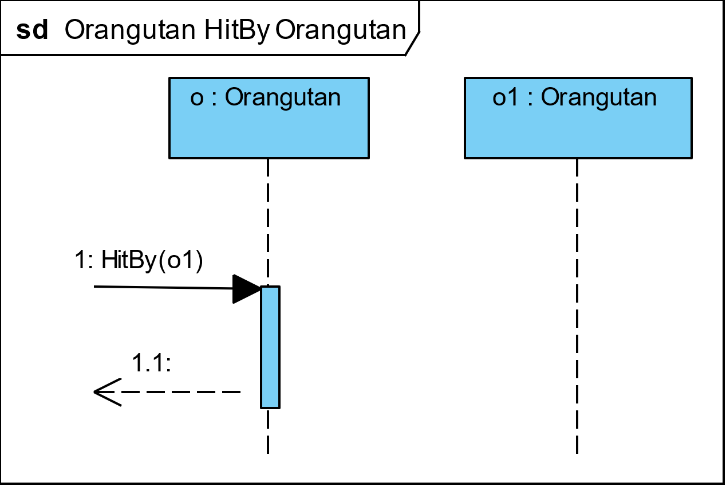 sd Orangutan HitBy Orangutan
o : Orangutan
o1 : Orangutan
1: HitBy(o1)
1.1: